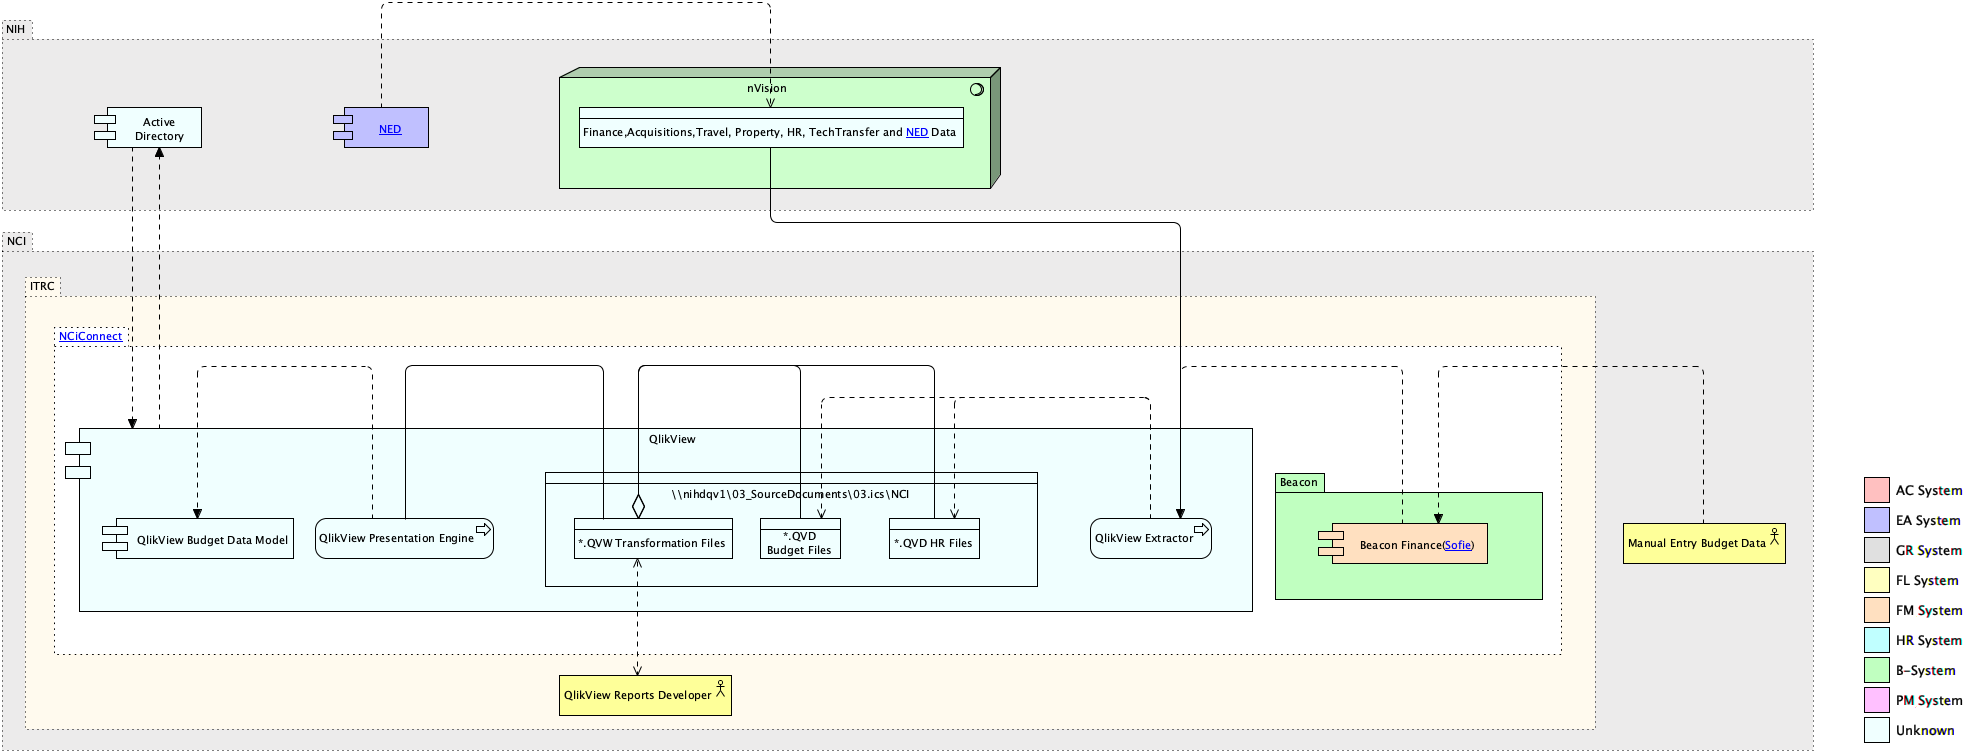 NIH
nVision
Active
Directory
NED
Finance,Acquisitions,Travel, Property, HR, TechTransfer and NED Data
NCI
ITRC
NCiConnect
QlikView
\\nihdqv1\03_SourceDocuments\03.ics\NCI
QlikView Budget Data Model
QlikView Presentation Engine
*.QVW Transformation Files
*.QVD
Budget Files
*.QVD HR Files
QlikView Extractor
Beacon
Beacon Finance(Sofie)
Manual Entry Budget Data
QlikView Reports Developer
AC System
EA System
GR System
FL System
FM System
HR System
B-System
PM System
Unknown